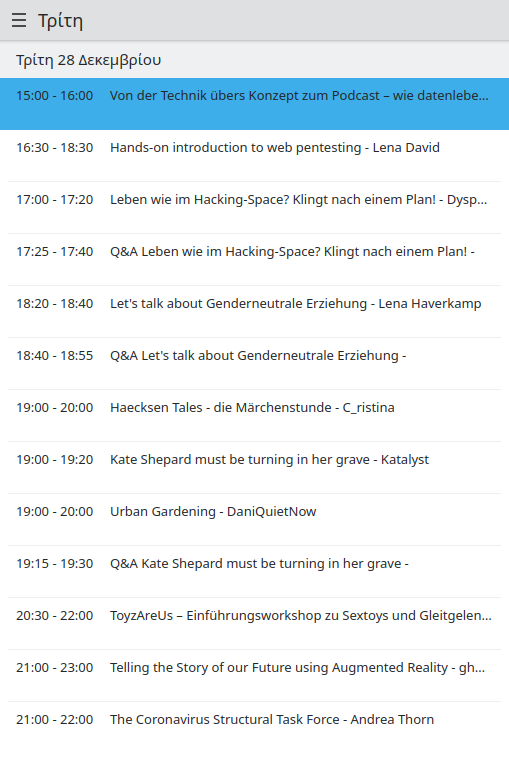 Τρίτη
Τρίτη 28 Δεκεμβρίου
15:00 - 16:00 Von der Technik übers Konzept zum Podcast – wie datenlebe...
16:30 - 18:30 Hands-on introduction to web pentesting - Lena David
17:00 - 17:20 Leben wie im Hacking-Space? Klingt nach einem Plan! - Dysp...
17:25 - 17:40 Q&A Leben wie im Hacking-Space? Klingt nach einem Plan! -
18:20 - 18:40 Let's talk about Genderneutrale Erziehung - Lena Haverkamp
18:40 - 18:55 Q&A Let's talk about Genderneutrale Erziehung -
19:00 - 20:00 Haecksen Tales - die Märchenstunde - C_ristina
19:00 - 19:20 Kate Shepard must be turning in her grave - Katalyst
19:00 - 20:00 Urban Gardening - DaniQuietNow
19:15 - 19:30 Q&A Kate Shepard must be turning in her grave -
20:30 - 22:00 ToyzAreUs – Einführungsworkshop zu Sextoys und Gleitgelen...
21:00 - 23:00 Telling the Story of our Future using Augmented Reality - gh...
21:00 - 22:00 The Coronavirus Structural Task Force - Andrea Thorn